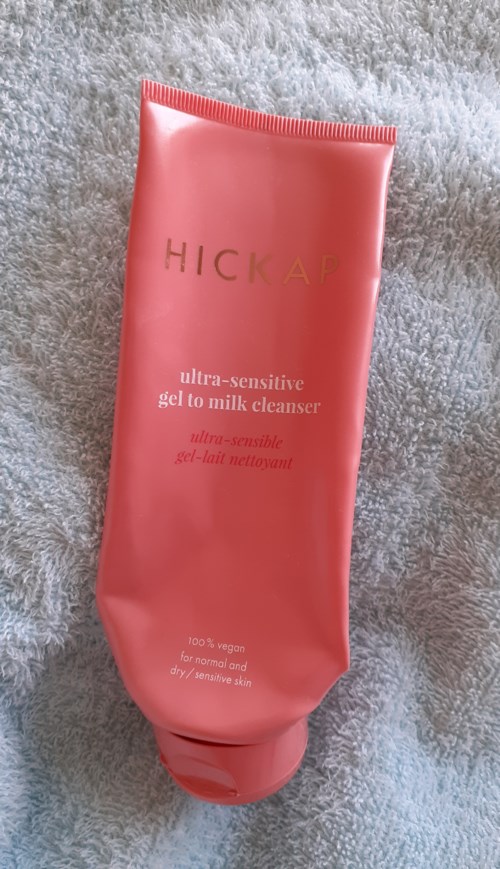 HICKAP
ultra-sensitive
gel to milk cleanser
ultra-sensible
gel-lait nettoyant
100% vegan
for normal and
dry/sensitive skin